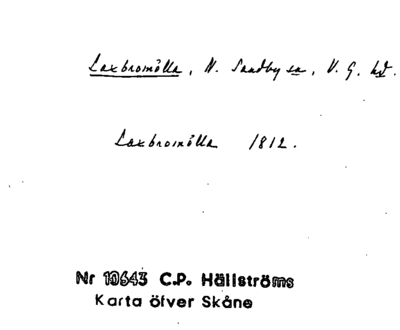 Laxbromölla, N. Sandby sn, V. G. hd.
Laxbromölla 1812.
Nr 10643 C.P. Hällströms
Karta öfver Skåne